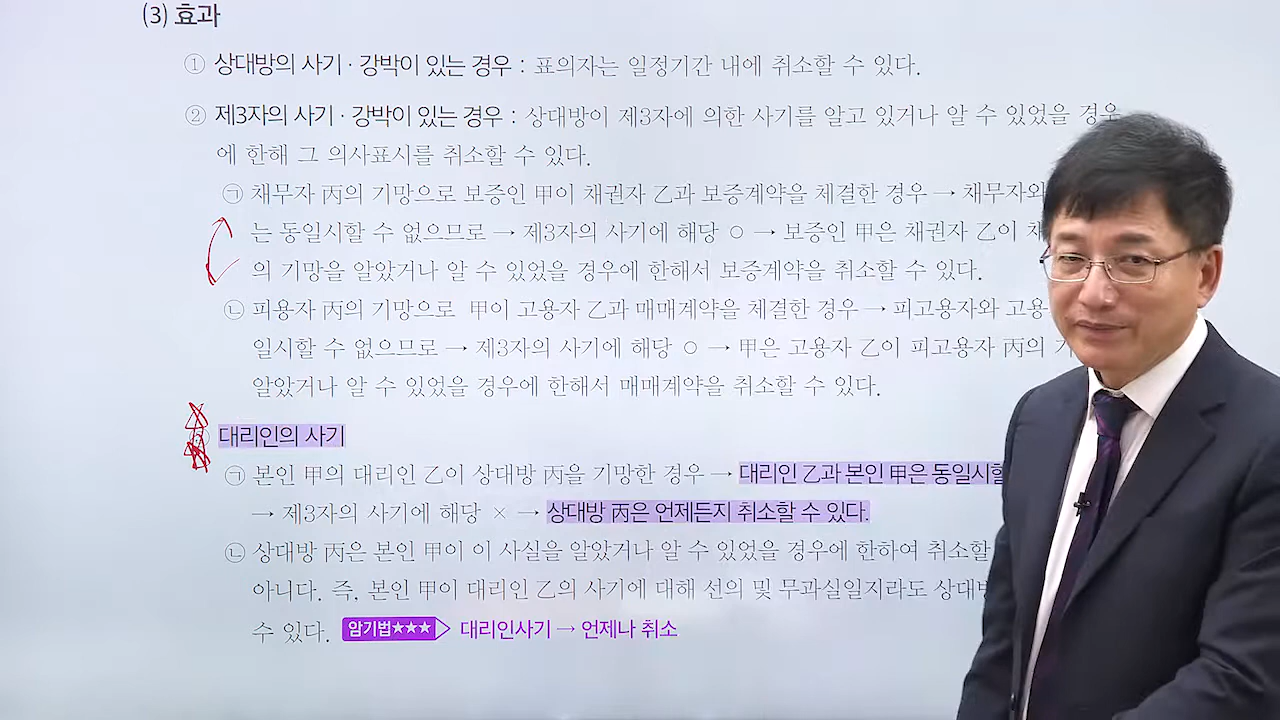 (3) 효과
① 상대방의 사기·강박이 있는 경우 : 표의자는 일정기간 내에 취소할 수 있다.
② 제3자의 사기·강박이 있는 경우 : 상대방이 제3자에 의한 사기를 알고 있거나 알 수 있었을 경우
에 한해 그 의사표시를 취소할 수 있다.
㉠ 채무자 丙의 기망으로 보증인 甲이 채권자 乙과 보증계약을 체결한 경우 → 채무자와
는 동일시할 수 없으므로 → 제3자의 사기에 해당 ○ → 보증인 甲은 채권자 乙이
의 기망을 알았거나 알 수 있었을 경우에 한해서 보증계약을 취소할 수 있다.
㉡ 피용자 丙의 기망으로 甲이 고용자 乙과 매매계약을 체결한 경우 → 피고용자와 고용
일시할 수 없으므로 → 제3자의 사기에 해당 ○ → 甲은 고용자 乙이 피고용자 丙의
알았거나 알 수 있었을 경우에 한해서 매매계약을 취소할 수 있다.
대리인의 사기
㉠ 본인 甲의 대리인 乙이 상대방 丙을 기망한 경우 → 대리인 乙과 본인 甲은 동일시할
→ 제3자의 사기에 해당 × → 상대방 丙은 언제든지 취소할 수 있다.
㉡ 상대방 丙은 본인 甲이 이 사실을 알았거나 알 수 있었을 경우에 한하여 취소할
아니다. 즉, 본인 甲이 대리인 乙의 사기에 대해 선의 및 무과실일지라도
수 있다. 암기법★★★ 대리인사기 → 언제나 취소